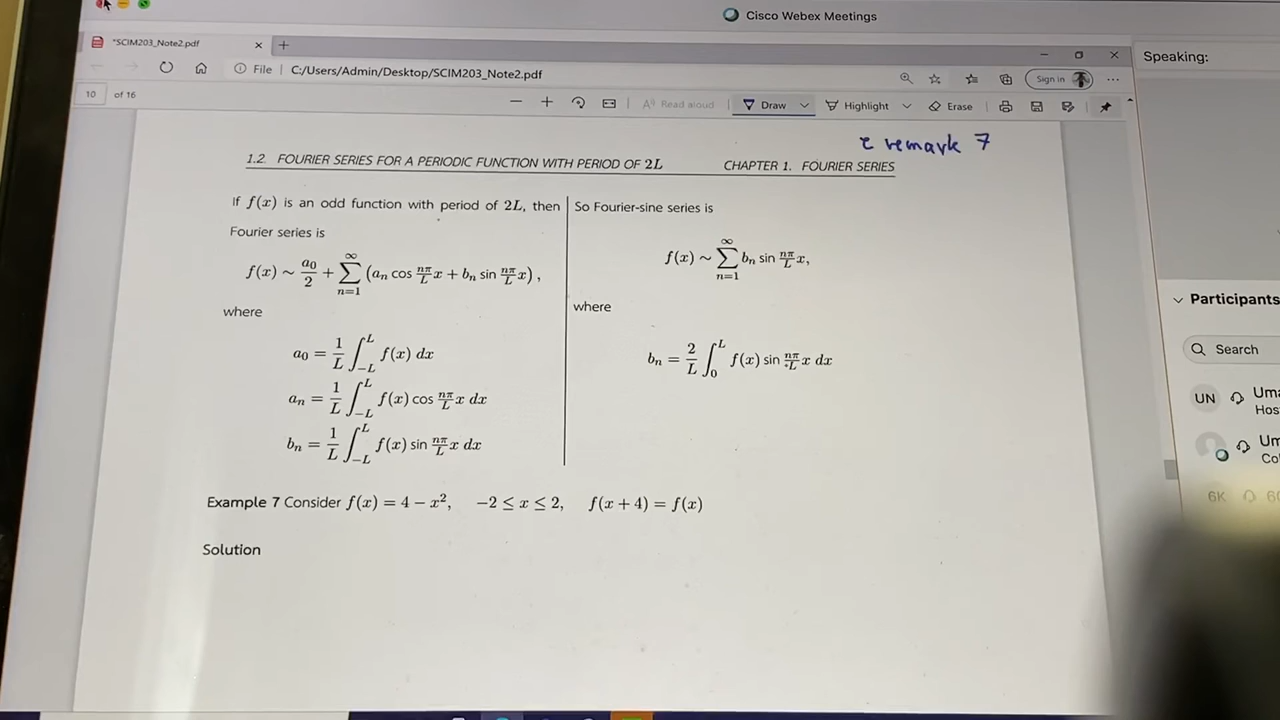 Cisco Webex Meetings
*SCIM203_Note2.pdf
File | C:/Users/Admin/Desktop/SCIM203_Note2.pdf
Sign in
Speaking:
10 of 16
Read aloud
Draw
Highlight
Erase
remark 7
1.2. FOURIER SERIES FOR A PERIODIC FUNCTION WITH PERIOD OF 2L CHAPTER 1. FOURIER SERIES
If f(x) is an odd function with period of 2L, then
Fourier series is
f(x) ~ a₀/2 + ∑_{n=1}^{∞} (aₙ cos nπ/L x + bₙ sin nπ/L x),
where
a₀ = 1/L ∫_{-L}^{L} f(x) dx
aₙ = 1/L ∫_{-L}^{L} f(x) cos nπ/L x dx
bₙ = 1/L ∫_{-L}^{L} f(x) sin nπ/L x dx
So Fourier-sine series is
f(x) ~ ∑_{n=1}^{∞} bₙ sin nπ/L x,
where
bₙ = 2/L ∫_{0}^{L} f(x) sin nπ/L x dx
Example 7 Consider f(x) = 4 − x², −2 ≤ x ≤ 2, f(x + 4) = f(x)
Solution
Participants
Search
UN
6K